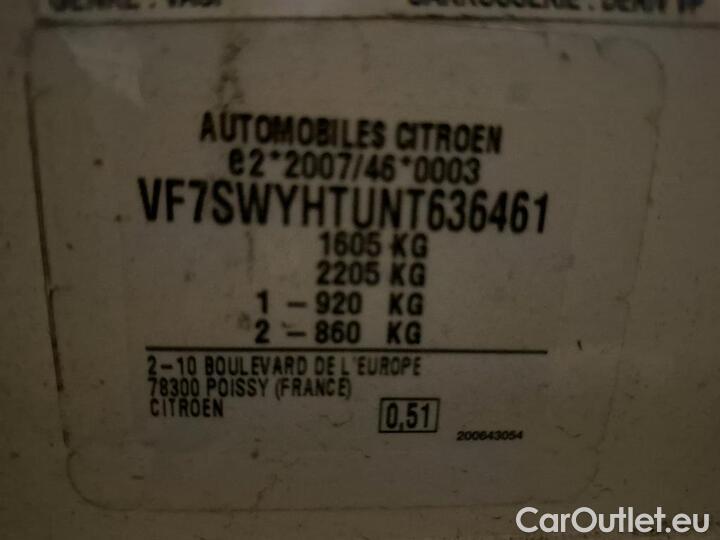 AUTOMOBILES CITROEN
e2*2007/46*0003
VF7SWYHTUNT636461
1605 KG
2205 KG
1 - 920 KG
2 - 860 KG
2-10 BOULEVARD DE L'EUROPE
78300 POISSY (FRANCE)
CITROEN
0,51
200643054
CarOutlet.eu